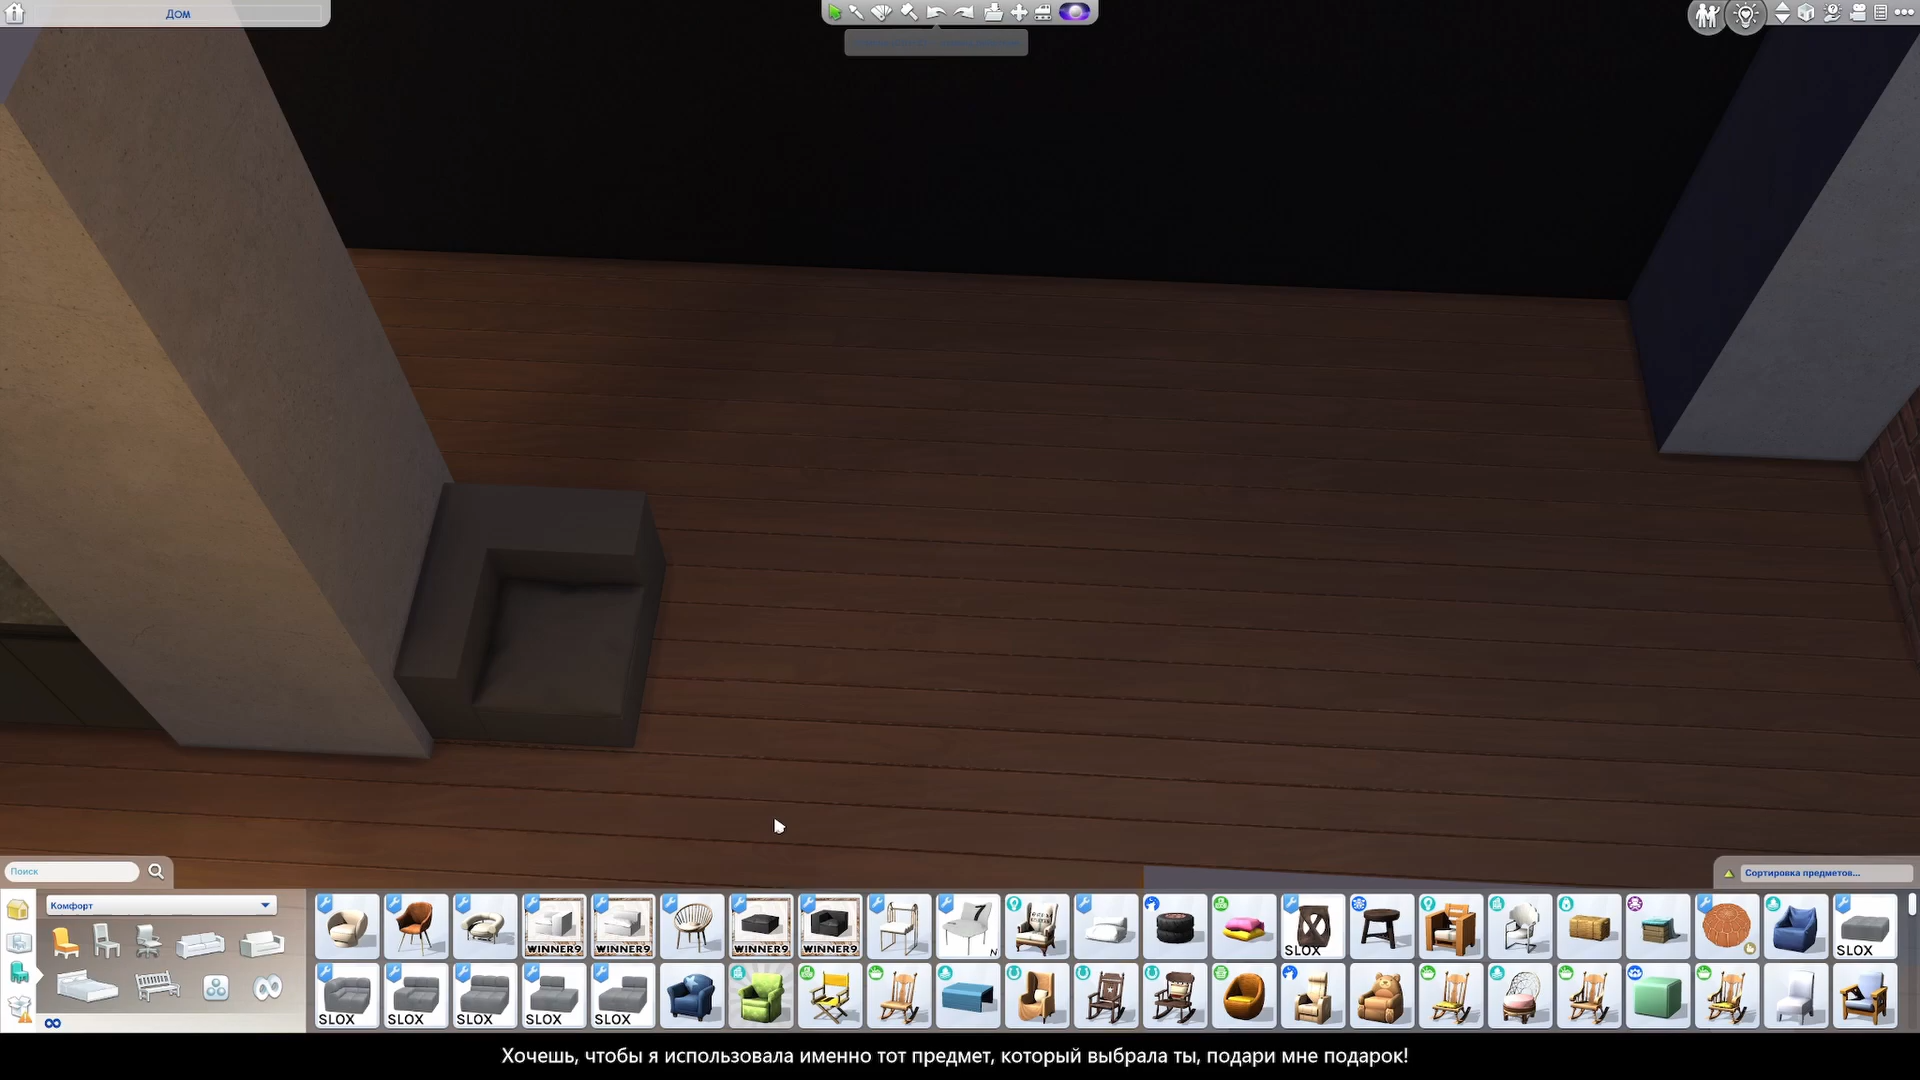 Дом
Поиск
Сортировка предметов...
Комфорт
WINNER9
WINNER9
WINNER9
WINNER9
7
N
SLOX
SLOX
SLOX
SLOX
SLOX
SLOX
SLOX
Хочешь, чтобы я использовала именно тот предмет, который выбрала ты, подари мне подарок!